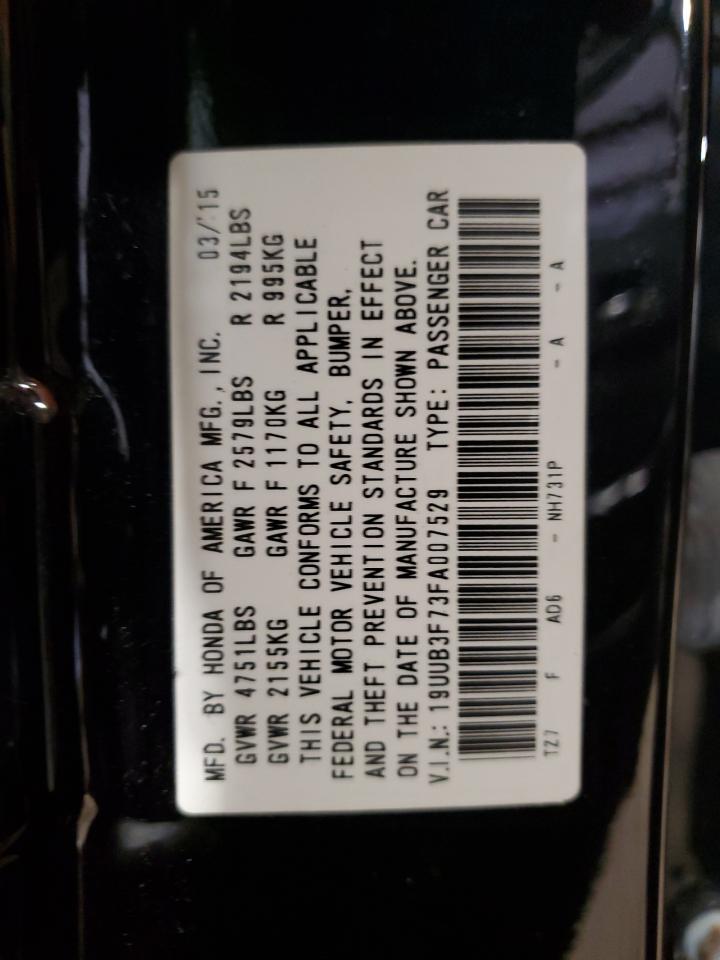 MFD. BY HONDA OF AMERICA MFG., INC. 03/'15
GVWR 4751LBS GAWR F 2579LBS R 2194LBS
GVWR 2155KG GAWR F 1170KG R 995KG
THIS VEHICLE CONFORMS TO ALL APPLICABLE
FEDERAL MOTOR VEHICLE SAFETY, BUMPER,
AND THEFT PREVENTION STANDARDS IN EFFECT
ON THE DATE OF MANUFACTURE SHOWN ABOVE.
V.I.N.: 19UUB3F73FA007529 TYPE: PASSENGER CAR
TZ7 F AD6 - NH731P - A - A